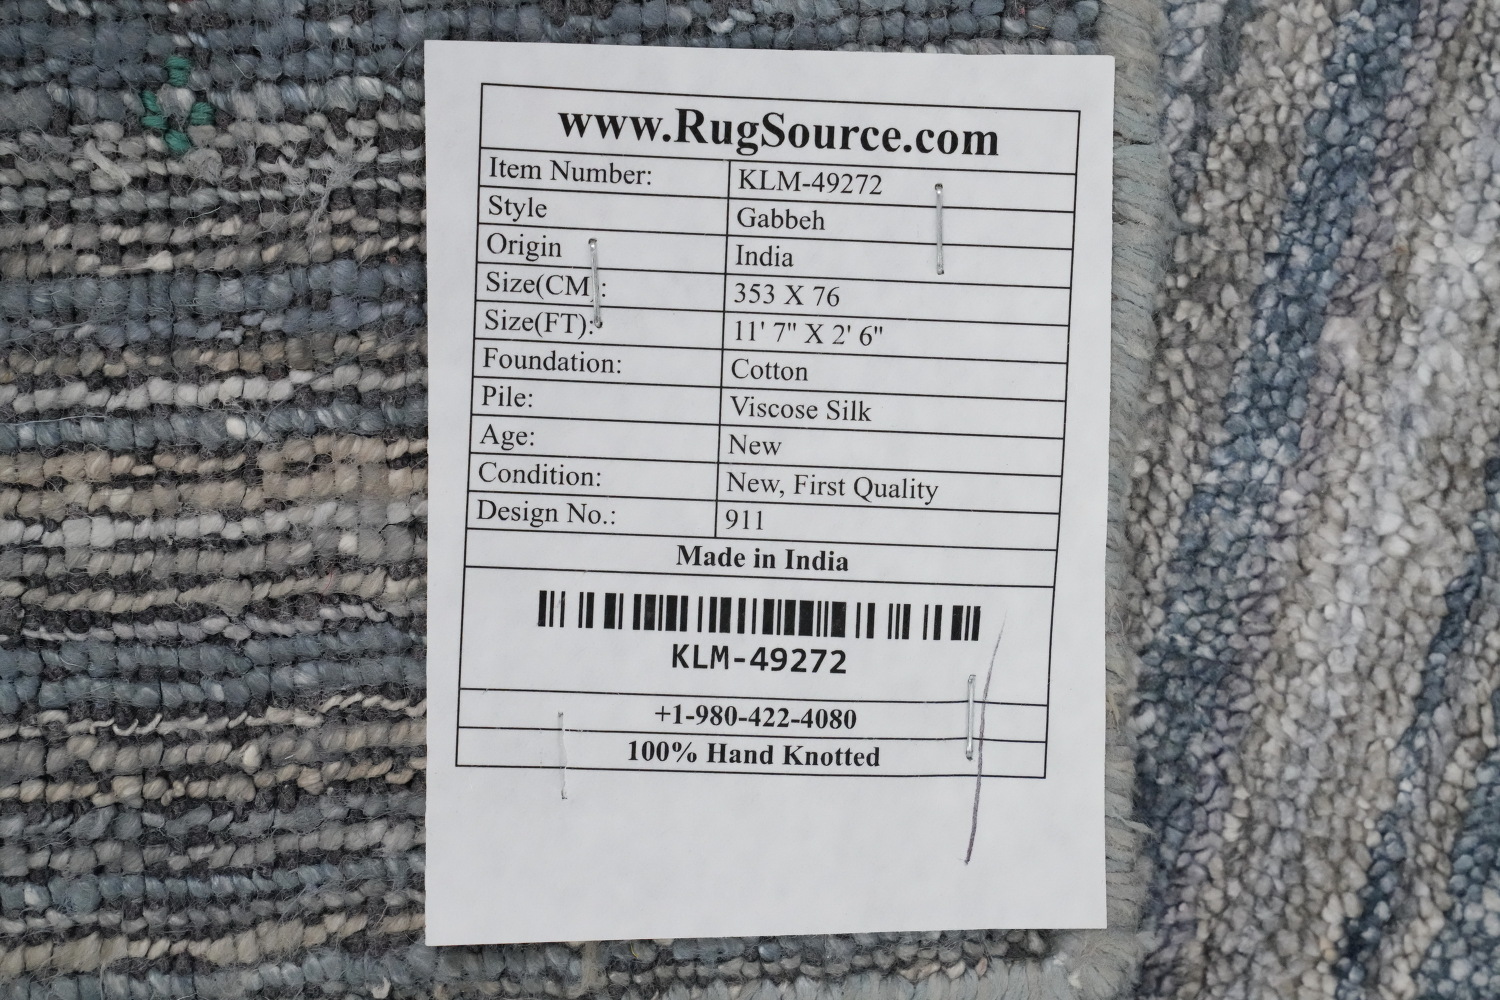 www.RugSource.com
Item Number: KLM-49272
Style Gabbeh
Origin India
Size(CM): 353 X 76
Size(FT): 11' 7" X 2' 6"
Foundation: Cotton
Pile: Viscose Silk
Age: New
Condition: New, First Quality
Design No.: 911
Made in India
KLM-49272
+1-980-422-4080
100% Hand Knotted